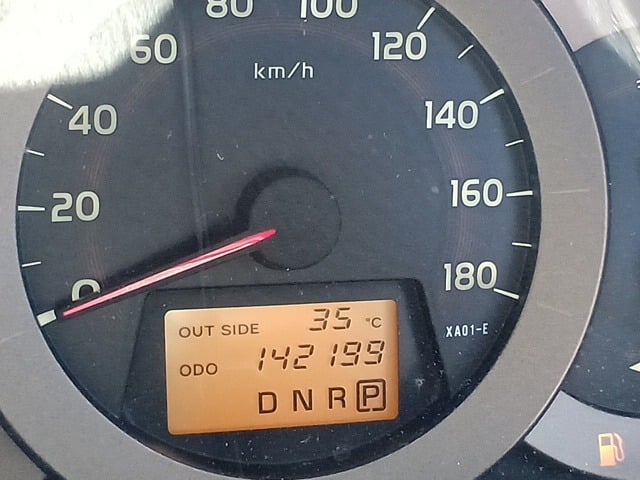 80 100
60 120
km/h
40 140
20 160
0 180
OUT SIDE 35 °C
XA01-E
ODO 142199
D N R P